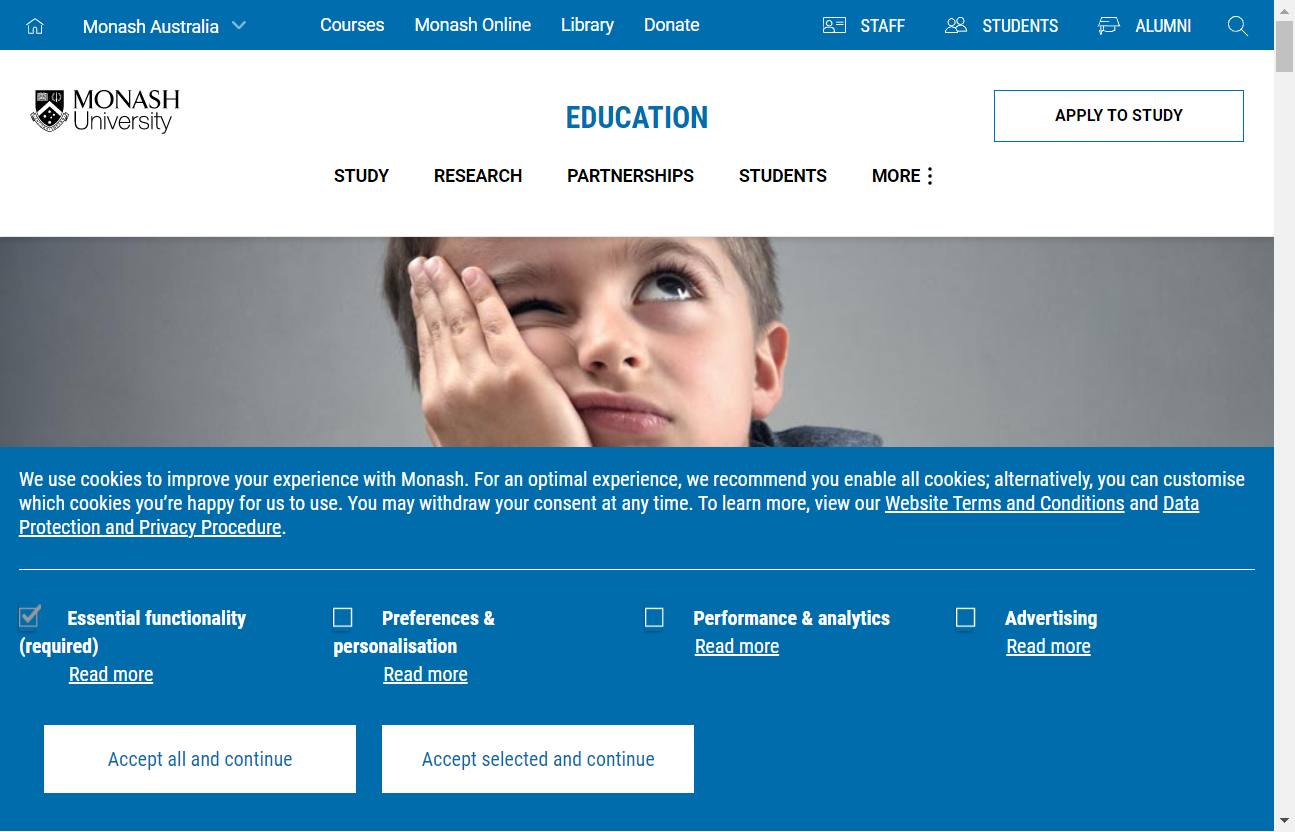 Monash Australia Courses Monash Online Library Donate STAFF STUDENTS ALUMNI
MONASH
University
EDUCATION
APPLY TO STUDY
STUDY RESEARCH PARTNERSHIPS STUDENTS MORE
We use cookies to improve your experience with Monash. For an optimal experience, we recommend you enable all cookies; alternatively, you can customise
which cookies you’re happy for us to use. You may withdraw your consent at any time. To learn more, view our Website Terms and Conditions and Data
Protection and Privacy Procedure.
Essential functionality
(required)
Read more
Preferences &
personalisation
Read more
Performance & analytics
Read more
Advertising
Read more
Accept all and continue
Accept selected and continue